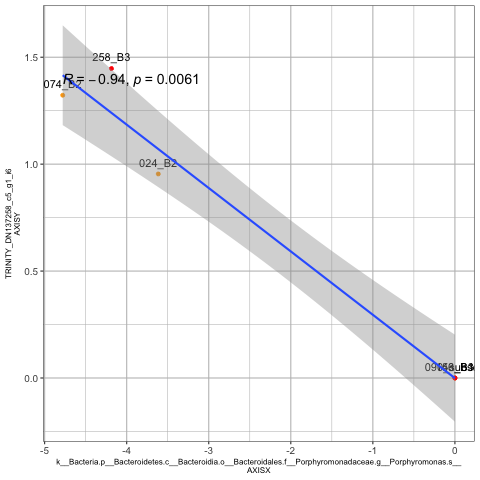 258_B3
074_B2
R = −0.94, p = 0.0061
024_B2
1.5
1.0
0.5
0.0
TRINITY_DN137258_c5_g1_i6
AXISY
-5
-4
-3
-2
-1
0
k__Bacteria.p__Bacteroidetes.c__Bacteroidia.o__Bacteroidales.f__Porphyromonadaceae.g__Porphyromonas.s__
AXISX